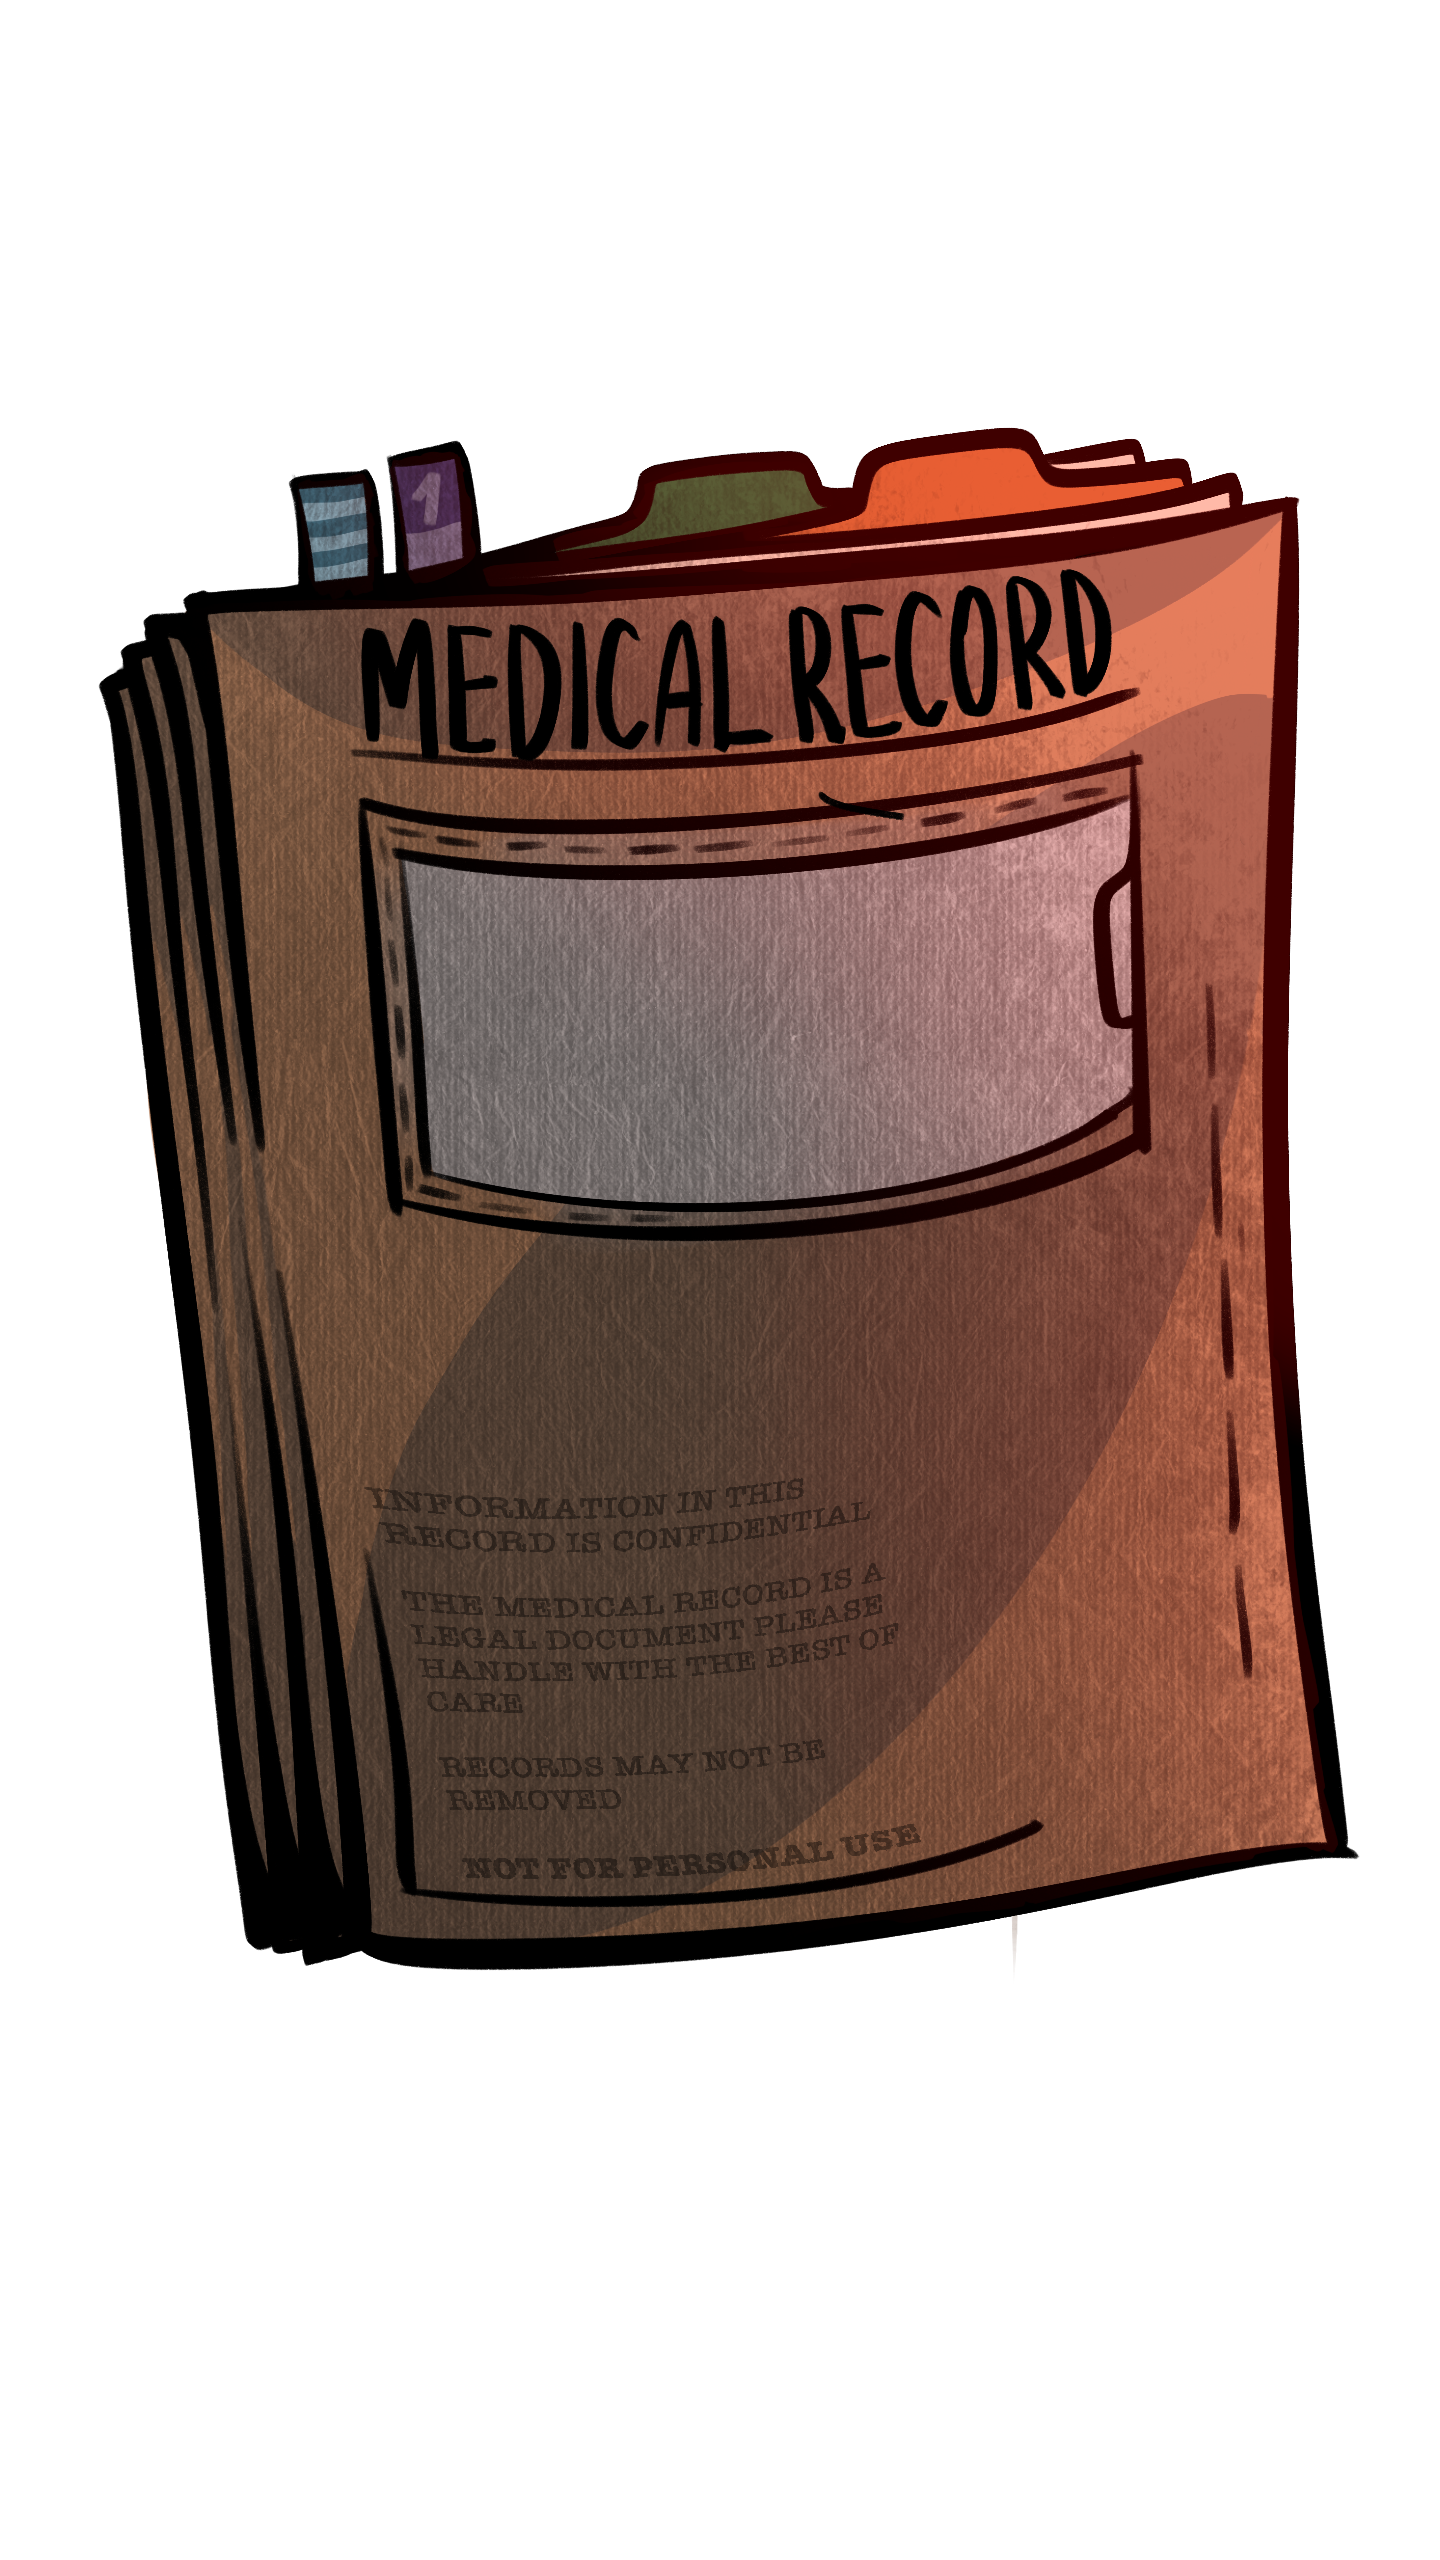 1
MEDICAL RECORD
INFORMATION IN THIS
RECORD IS CONFIDENTIAL
THE MEDICAL RECORD IS A
LEGAL DOCUMENT PLEASE
HANDLE WITH THE BEST OF
CARE
RECORDS MAY NOT BE
REMOVED
NOT FOR PERSONAL USE